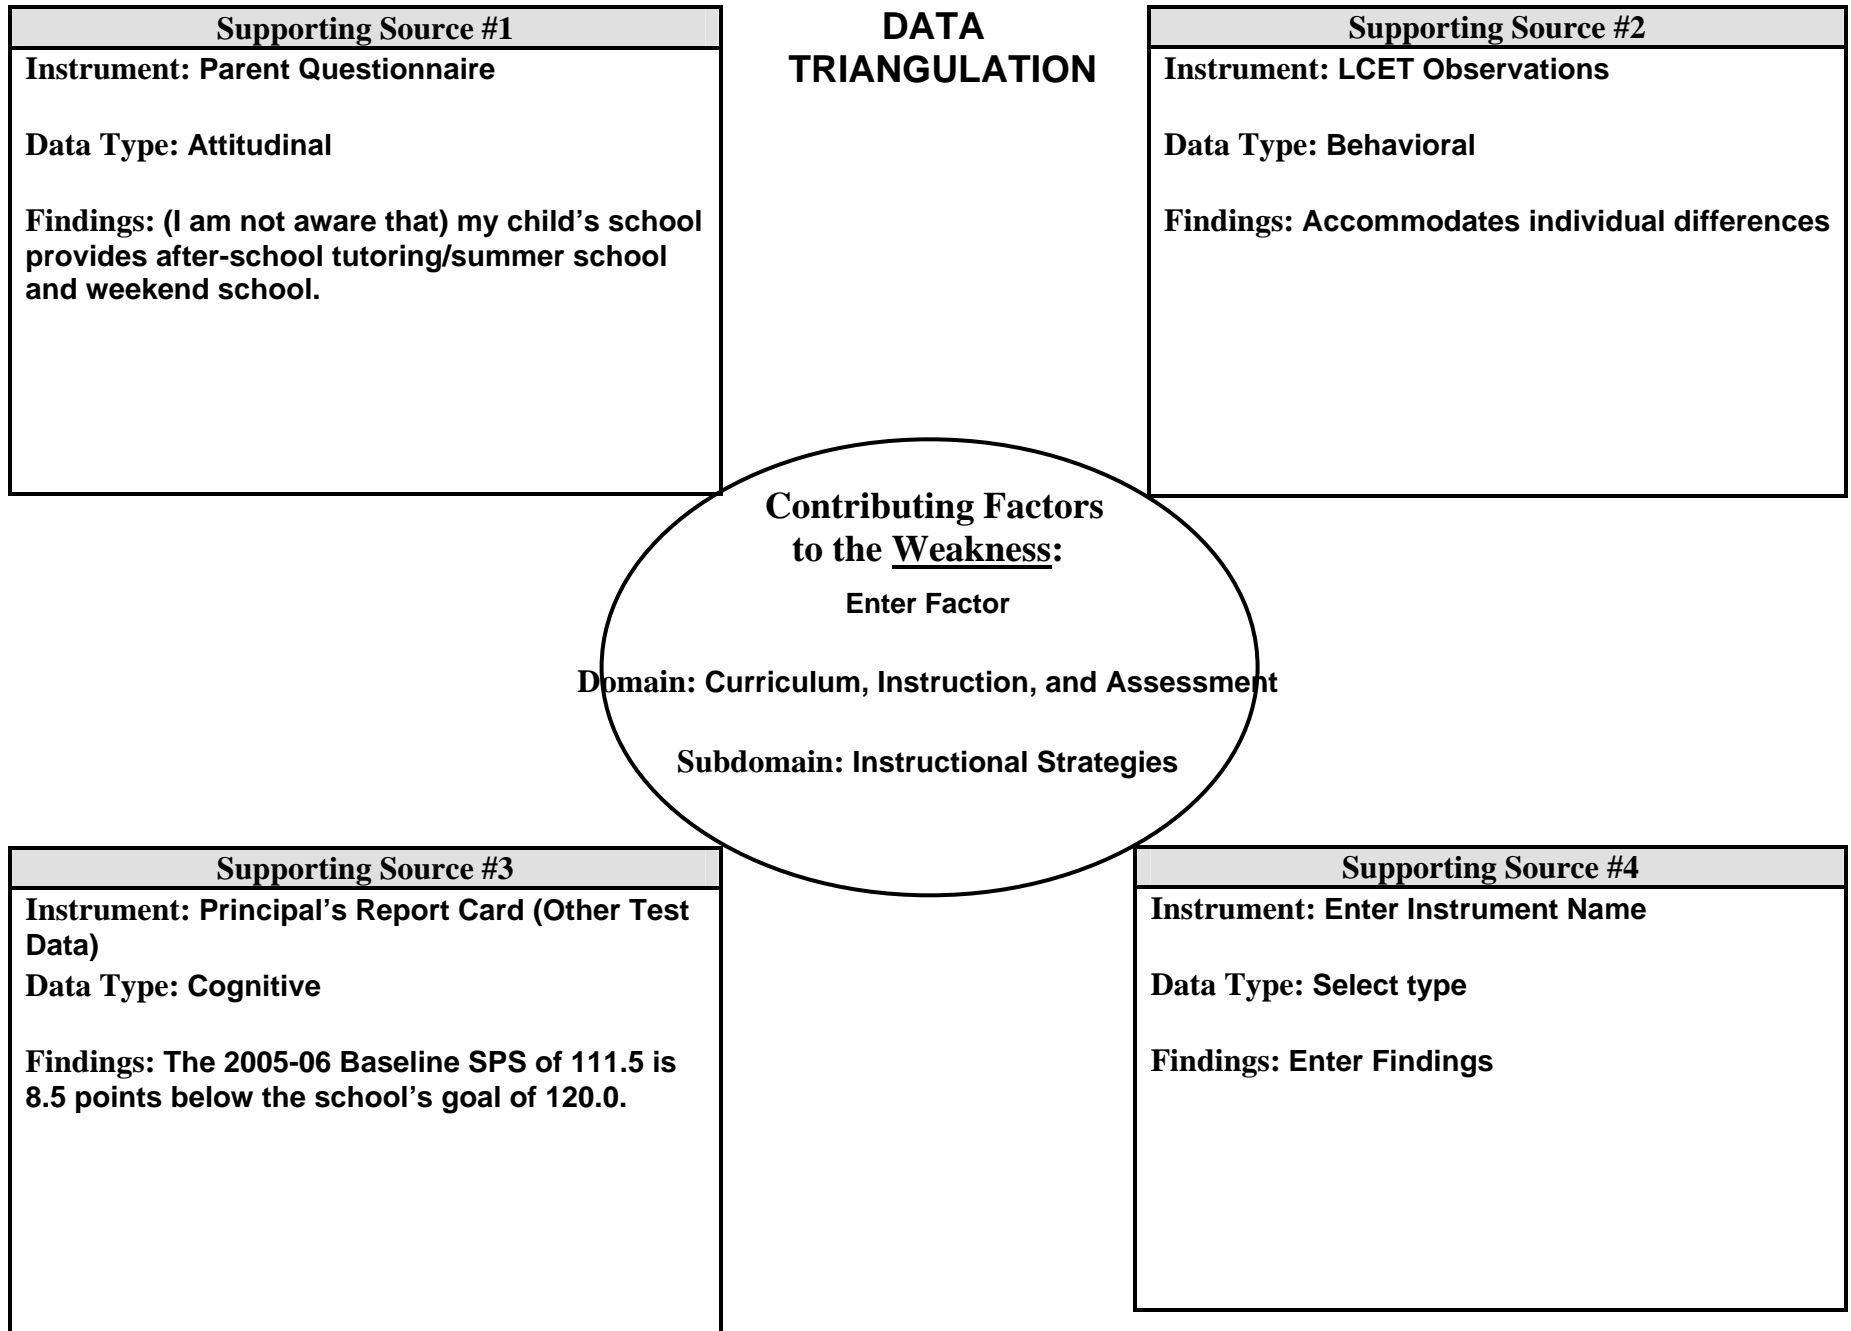 Supporting Source #1
Instrument: Parent Questionnaire
Data Type: Attitudinal
Findings: (I am not aware that) my child’s school
provides after-school tutoring/summer school
and weekend school.
DATA
TRIANGULATION
Supporting Source #2
Instrument: LCET Observations
Data Type: Behavioral
Findings: Accommodates individual differences
Contributing Factors
to the Weakness:
Enter Factor
Domain: Curriculum, Instruction, and Assessment
Subdomain: Instructional Strategies
Supporting Source #3
Instrument: Principal’s Report Card (Other Test
Data)
Data Type: Cognitive
Findings: The 2005-06 Baseline SPS of 111.5 is
8.5 points below the school’s goal of 120.0.
Supporting Source #4
Instrument: Enter Instrument Name
Data Type: Select type
Findings: Enter Findings